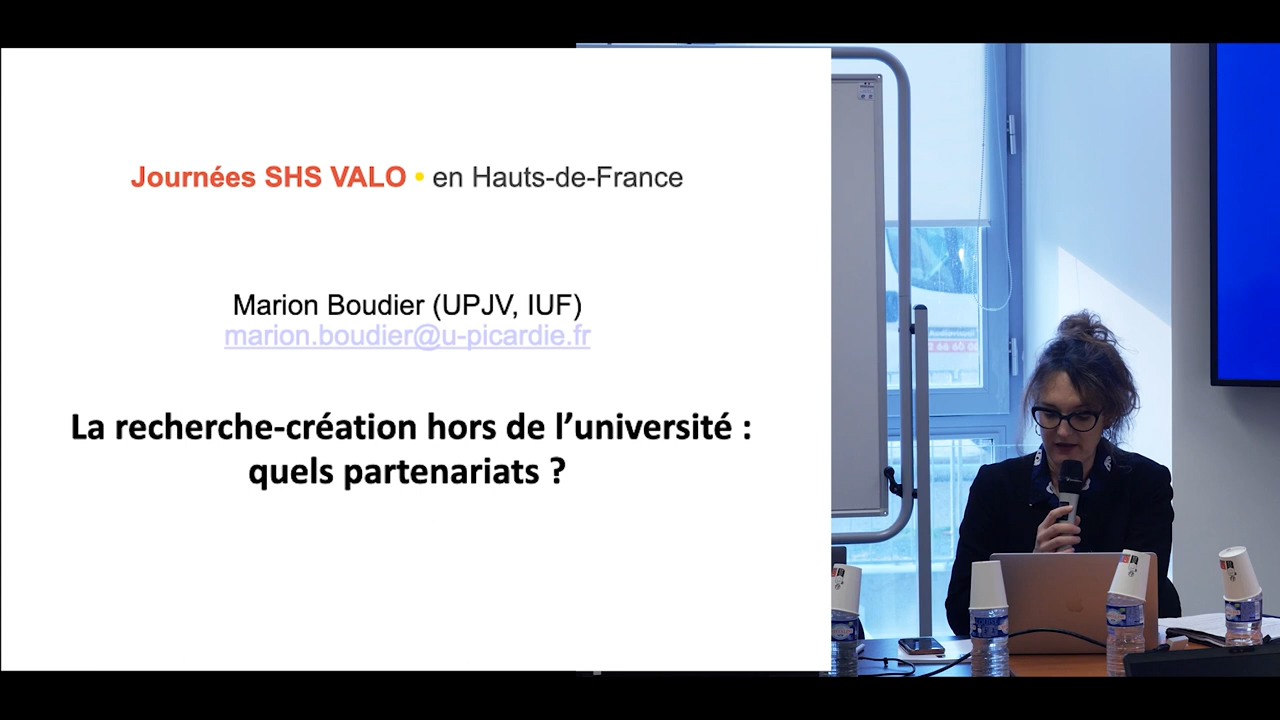 Journées SHS VALO • en Hauts-de-France
Marion Boudier (UPJV, IUF)
marion.boudier@u-picardie.fr
La recherche-création hors de l’université :
quels partenariats ?